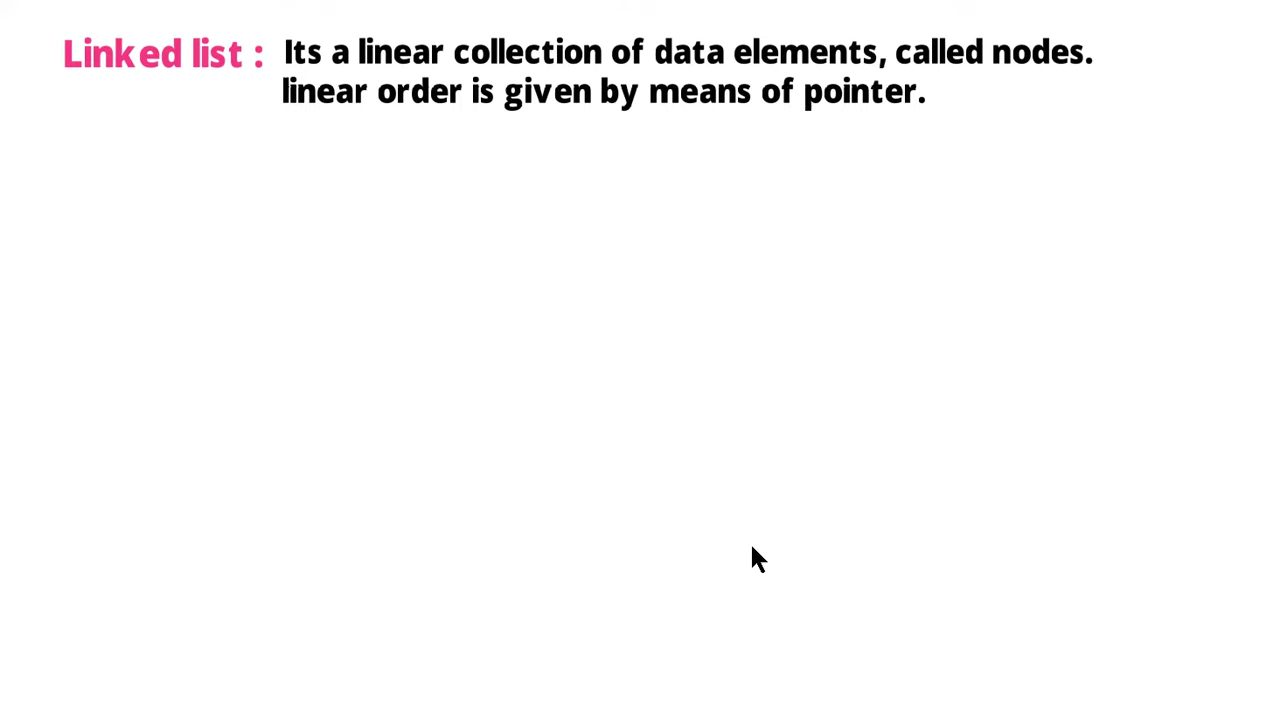 Linked list : Its a linear collection of data elements, called nodes.
linear order is given by means of pointer.